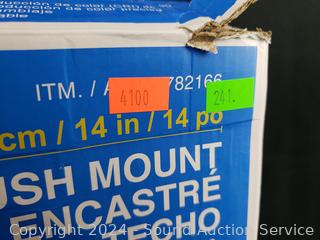 ITM. / A
782166
4100
241.
cm / 14 in / 14 po
USH MOUNT
ENCASTRÉ
TECHO
Copyright 2024 - Sound Auction Service